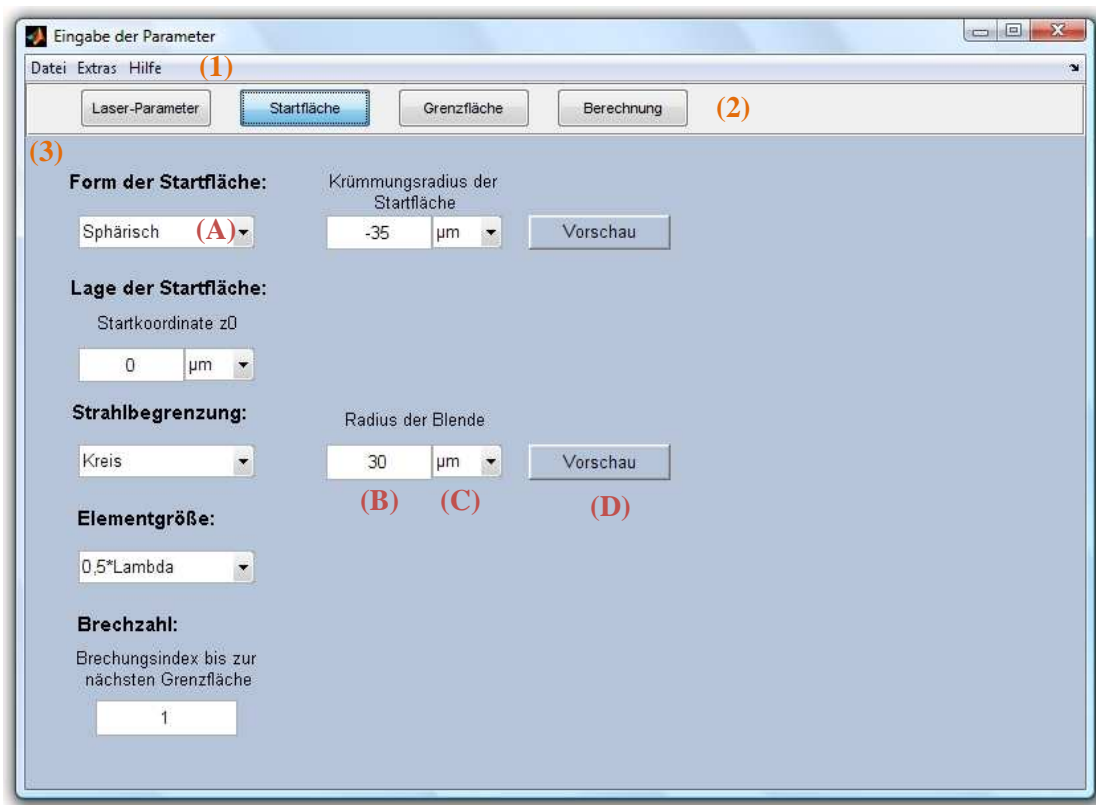 Eingabe der Parameter
Datei Extras Hilfe (1)
Laser-Parameter Startfläche Grenzfläche Berechnung (2)
(3)
Form der Startfläche:
Krümmungsradius der
Startfläche
Sphärisch (A) -35 µm Vorschau
Lage der Startfläche:
Startkoordinate z0
0 µm
Strahlbegrenzung:
Radius der Blende
Kreis 30 µm Vorschau
(B) (C) (D)
Elementgröße:
0,5*Lambda
Brechzahl:
Brechungsindex bis zur
nächsten Grenzfläche
1